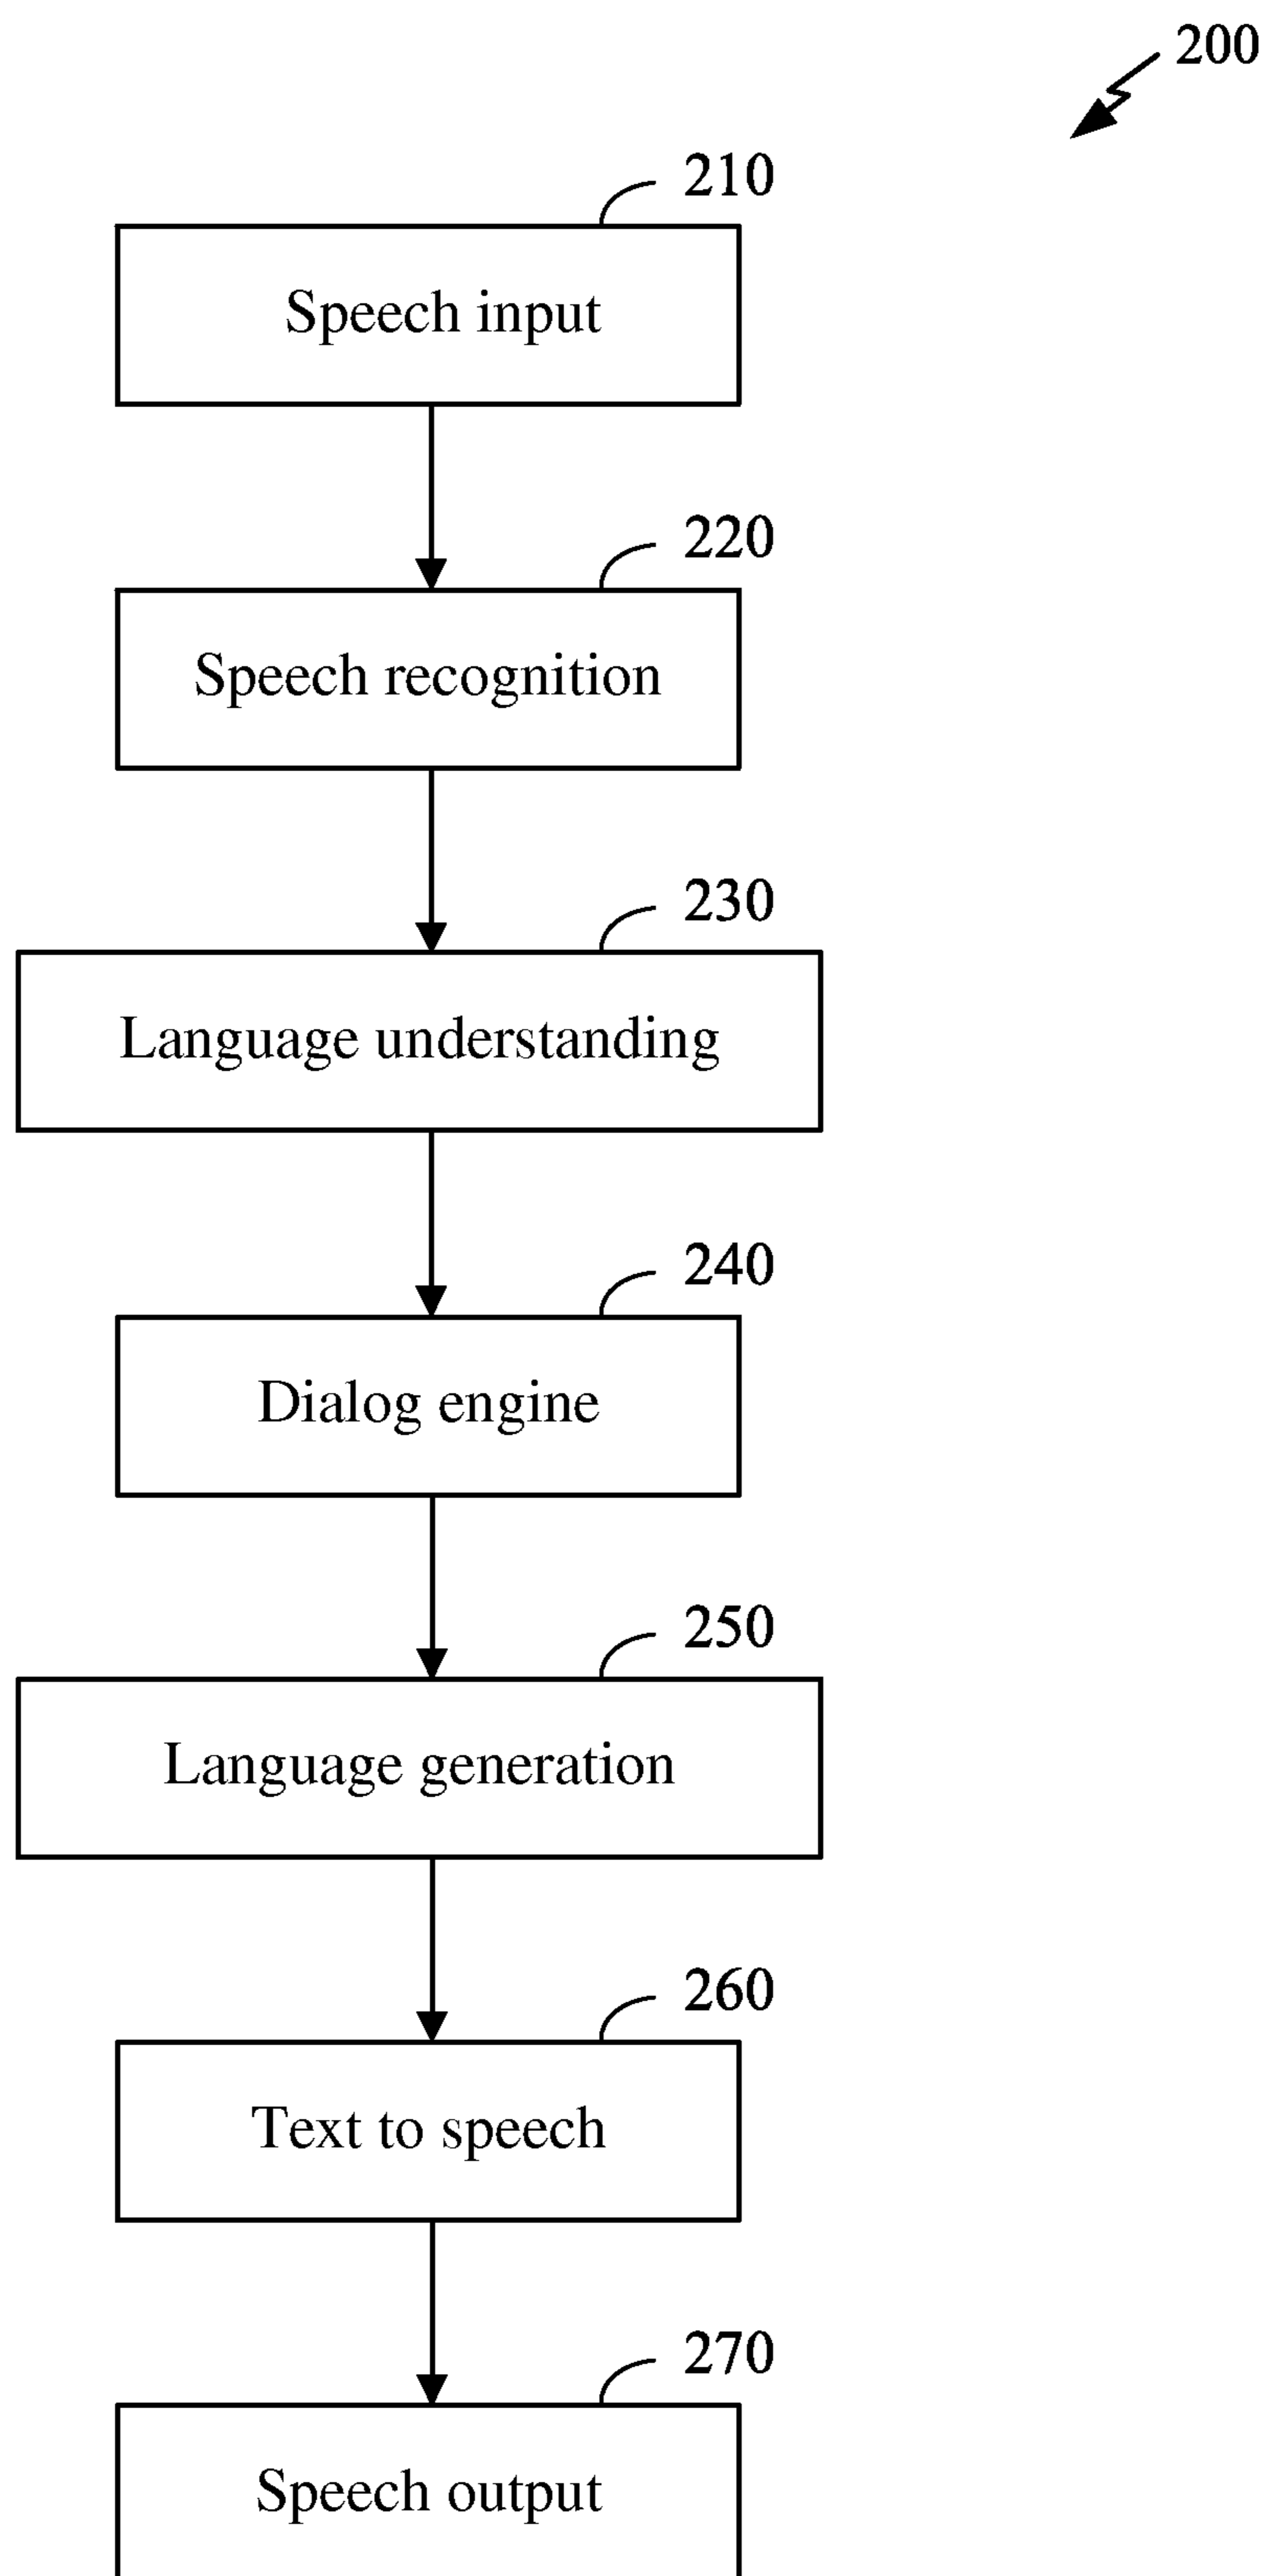 200
210
Speech input
220
Speech recognition
230
Language understanding
240
Dialog engine
250
Language generation
260
Text to speech
270
Speech output